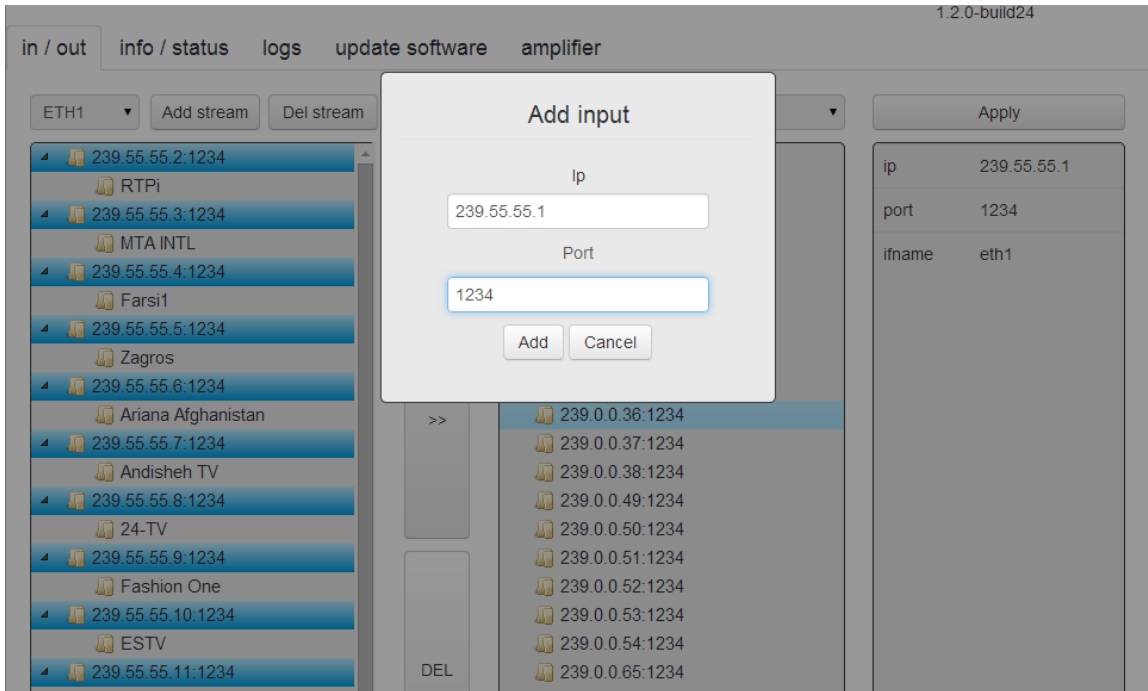 1.2.0-build24
in / out
info / status
logs
update software
amplifier
ETH1
Add stream
Del stream
239.55.55.2:1234
RTPi
239.55.55.3:1234
MTA INTL
239.55.55.4:1234
Farsi1
239.55.55.5:1234
Zagros
239.55.55.6:1234
Ariana Afghanistan
239.55.55.7:1234
Andisheh TV
239.55.55.8:1234
24-TV
239.55.55.9:1234
Fashion One
239.55.55.10:1234
ESTV
239.55.55.11:1234
Add input
Ip
239.55.55.1
Port
1234
Add
Cancel
>>
DEL
239.0.0.36:1234
239.0.0.37:1234
239.0.0.38:1234
239.0.0.49:1234
239.0.0.50:1234
239.0.0.51:1234
239.0.0.52:1234
239.0.0.53:1234
239.0.0.54:1234
239.0.0.65:1234
Apply
ip 239.55.55.1
port 1234
ifname eth1